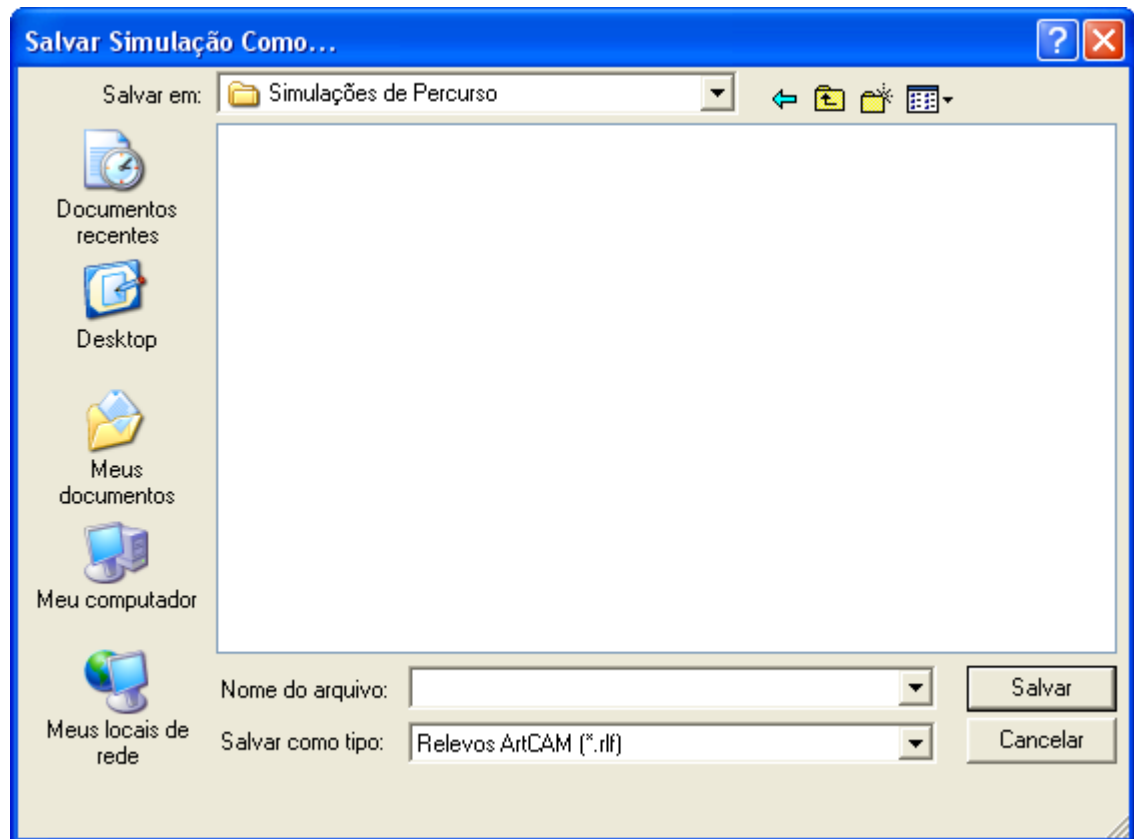 Salvar Simulação Como...
Salvar em:
Simulações de Percurso
Documentos
recentes
Desktop
Meus
documentos
Meu computador
Meus locais de
rede
Nome do arquivo:
Salvar
Salvar como tipo:
Relevos ArtCAM (*.rlf)
Cancelar